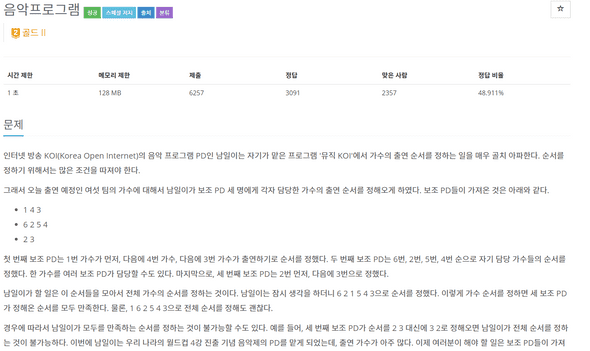 음악프로그램 성공 스페셜 저지 출처 분류
☆
2 골드 II
시간 제한 메모리 제한 제출 정답 맞은 사람 정답 비율
1 초 128 MB 6257 3091 2357 48.911%
문제
인터넷 방송 KOI(Korea Open Internet)의 음악 프로그램 PD인 남일이는 자기가 맡은 프로그램 '뮤직 KOI'에서 가수의 출연 순서를 정하는 일을 매우 골치 아파한다. 순서를
정하기 위해서는 많은 조건을 따져야 한다.
그래서 오늘 출연 예정인 여섯 팀의 가수에 대해서 남일이가 보조 PD 세 명에게 각자 담당한 가수의 출연 순서를 정해오게 하였다. 보조 PD들이 가져온 것은 아래와 같다.
• 1 4 3
• 6 2 5 4
• 2 3
첫 번째 보조 PD는 1번 가수가 먼저, 다음에 4번 가수, 다음에 3번 가수가 출연하기로 순서를 정했다. 두 번째 보조 PD는 6번, 2번, 5번, 4번 순으로 자기 담당 가수들의 순서를
정했다. 한 가수를 여러 보조 PD가 담당할 수도 있다. 마지막으로, 세 번째 보조 PD는 2번 먼저, 다음에 3번으로 정했다.
남일이가 할 일은 이 순서들을 모아서 전체 가수의 순서를 정하는 것이다. 남일이는 잠시 생각을 하더니 6 2 1 5 4 3으로 순서를 정했다. 이렇게 가수 순서를 정하면 세 보조 PD
가 정해온 순서를 모두 만족한다. 물론, 1 6 2 5 4 3으로 전체 순서를 정해도 괜찮다.
경우에 따라서 남일이가 모두를 만족하는 순서를 정하는 것이 불가능할 수도 있다. 예를 들어, 세 번째 보조 PD가 순서를 2 3 대신에 3 2로 정해오면 남일이가 전체 순서를 정하
는 것이 불가능하다. 이번에 남일이는 우리 나라의 월드컵 4강 진출 기념 음악제의 PD를 맡게 되었는데, 출연 가수가 아주 많다. 이제 여러분이 해야 할 일은 보조 PD들이 가져